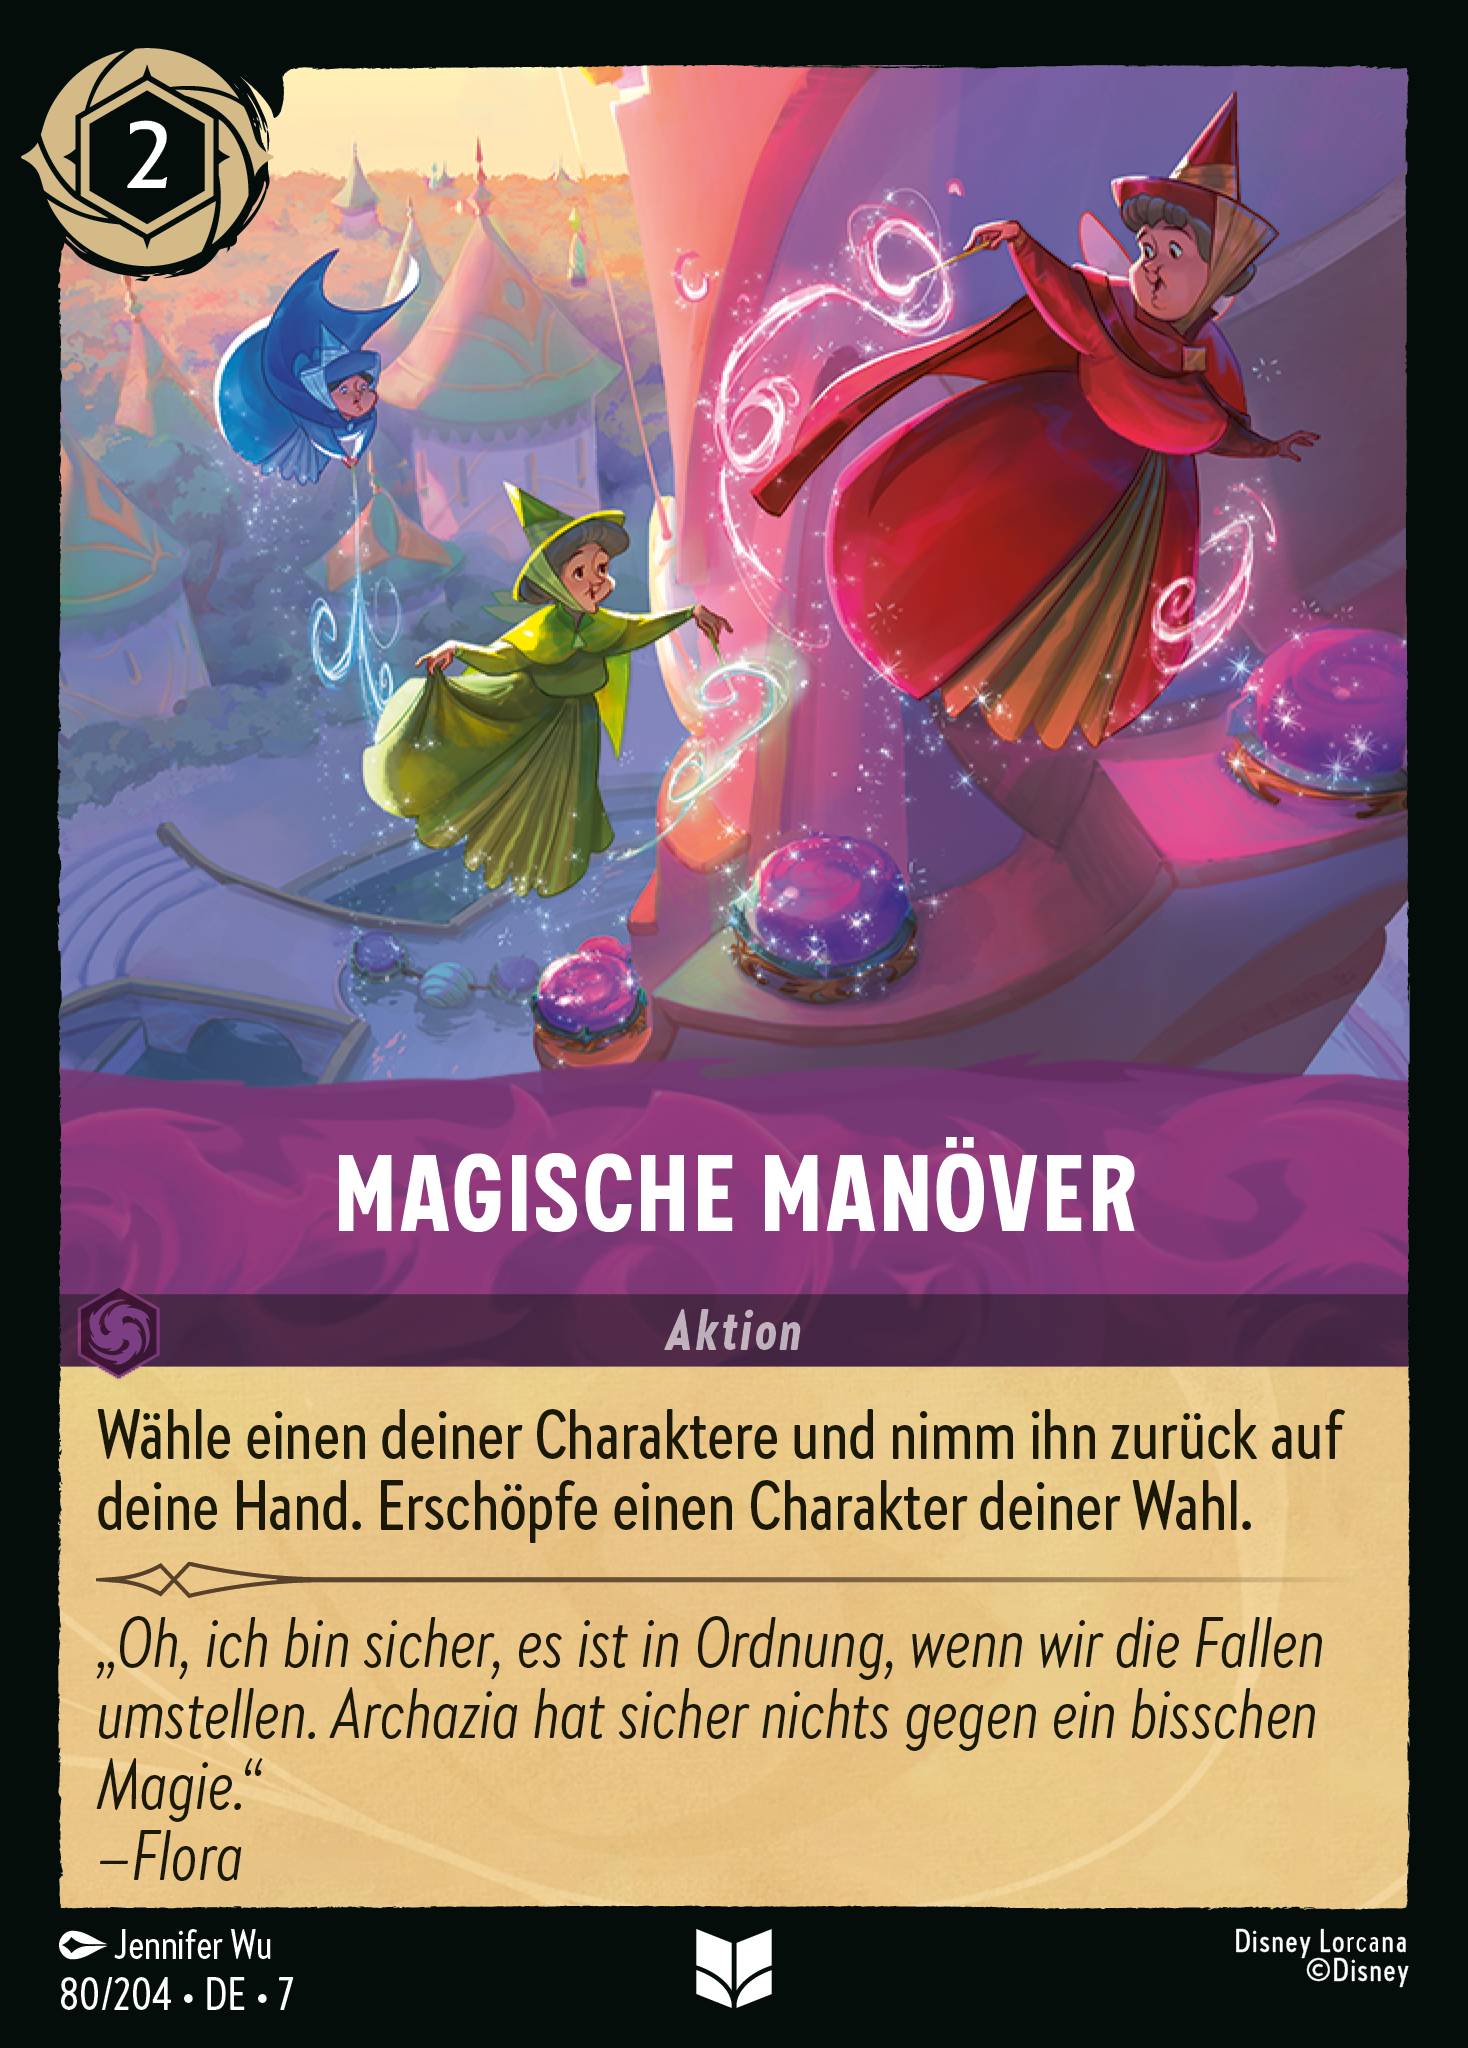 2
MAGISCHE MANÖVER
Aktion
Wähle einen deiner Charaktere und nimm ihn zurück auf
deine Hand. Erschöpfe einen Charakter deiner Wahl.
„Oh, ich bin sicher, es ist in Ordnung, wenn wir die Fallen
umstellen. Archazia hat sicher nichts gegen ein bisschen
Magie.“
–Flora
Jennifer Wu
80/204 • DE • 7
Disney Lorcana
©Disney